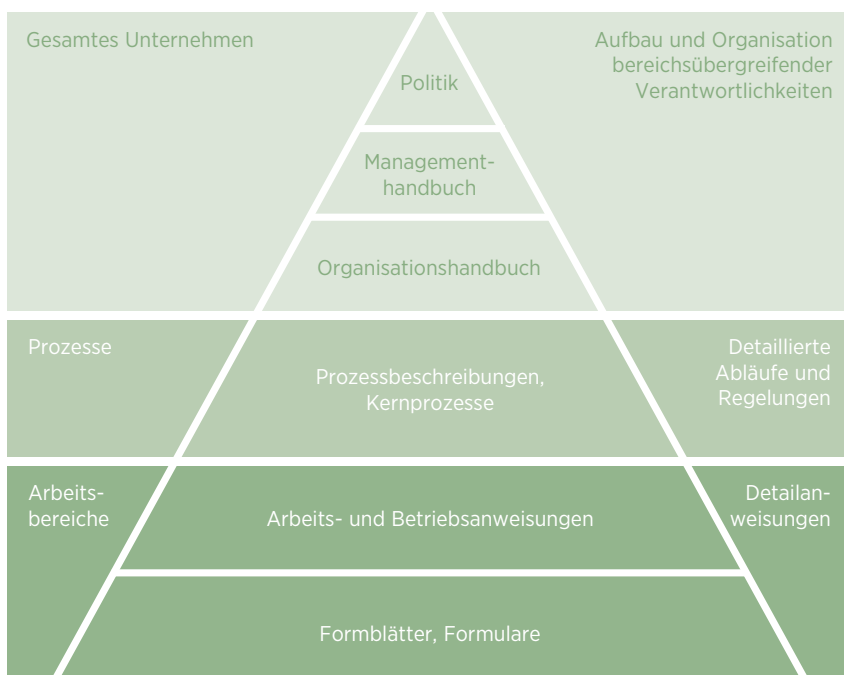 Gesamtes Unternehmen
Aufbau und Organisation
bereichsübergreifender
Verantwortlichkeiten
Politik
Management-
handbuch
Organisationshandbuch
Prozesse
Prozessbeschreibungen,
Kernprozesse
Detaillierte
Abläufe und
Regelungen
Arbeits-
bereiche
Arbeits- und Betriebsanweisungen
Detailan-
weisungen
Formblätter, Formulare